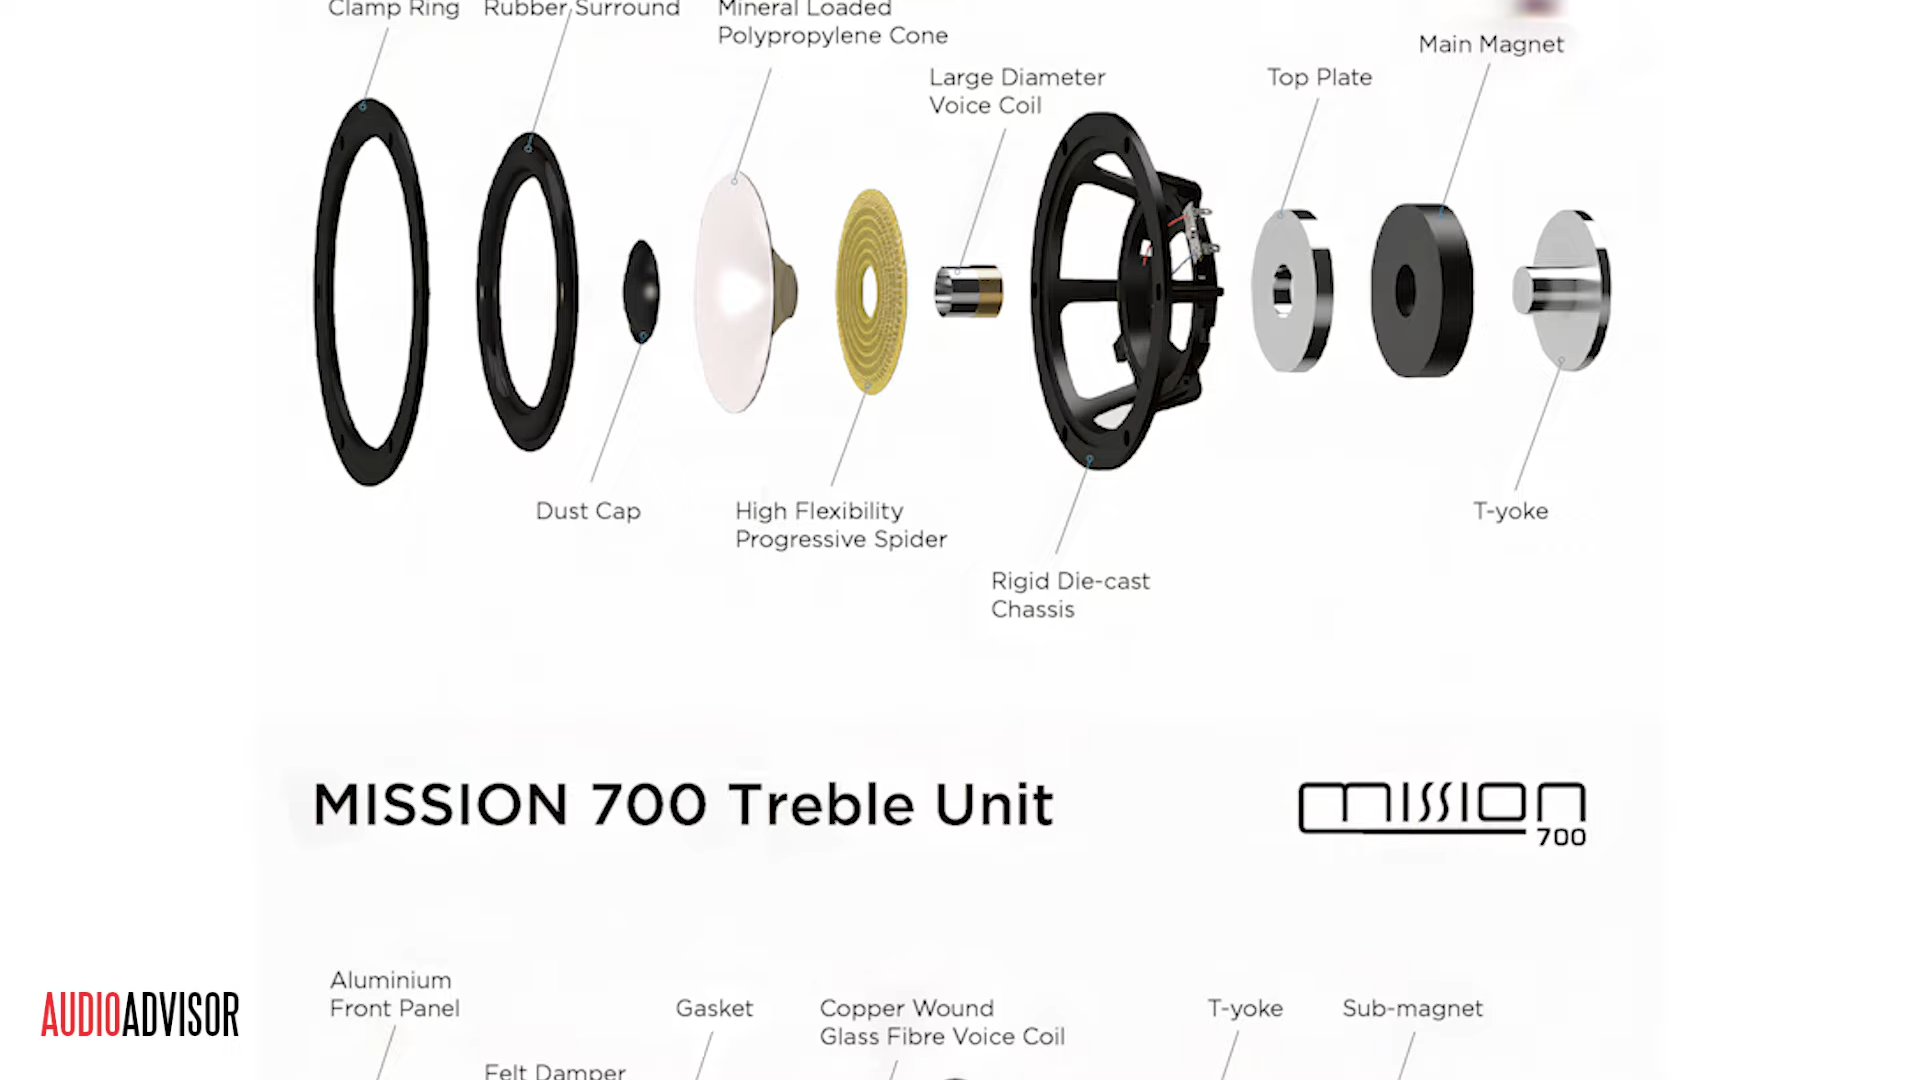 Clamp Ring
Rubber Surround
Mineral Loaded
Polypropylene Cone
Main Magnet
Large Diameter
Voice Coil
Top Plate
Dust Cap
High Flexibility
Progressive Spider
T-yoke
Rigid Die-cast
Chassis
MISSION 700 Treble Unit
mission
700
Aluminium
Front Panel
Gasket
Copper Wound
Glass Fibre Voice Coil
T-yoke
Sub-magnet
Felt Damper
AUDIOADVISOR